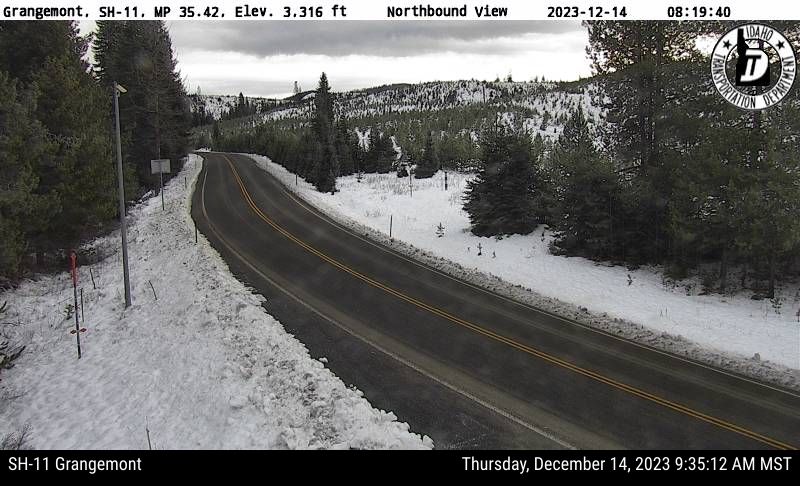 Grangemont, SH-11, MP 35.42, Elev. 3,316 ft Northbound View 2023-12-14 08:19:40
IDAHO
TRANSPORTATION DEPARTMENT
SH-11 Grangemont Thursday, December 14, 2023 9:35:12 AM MST